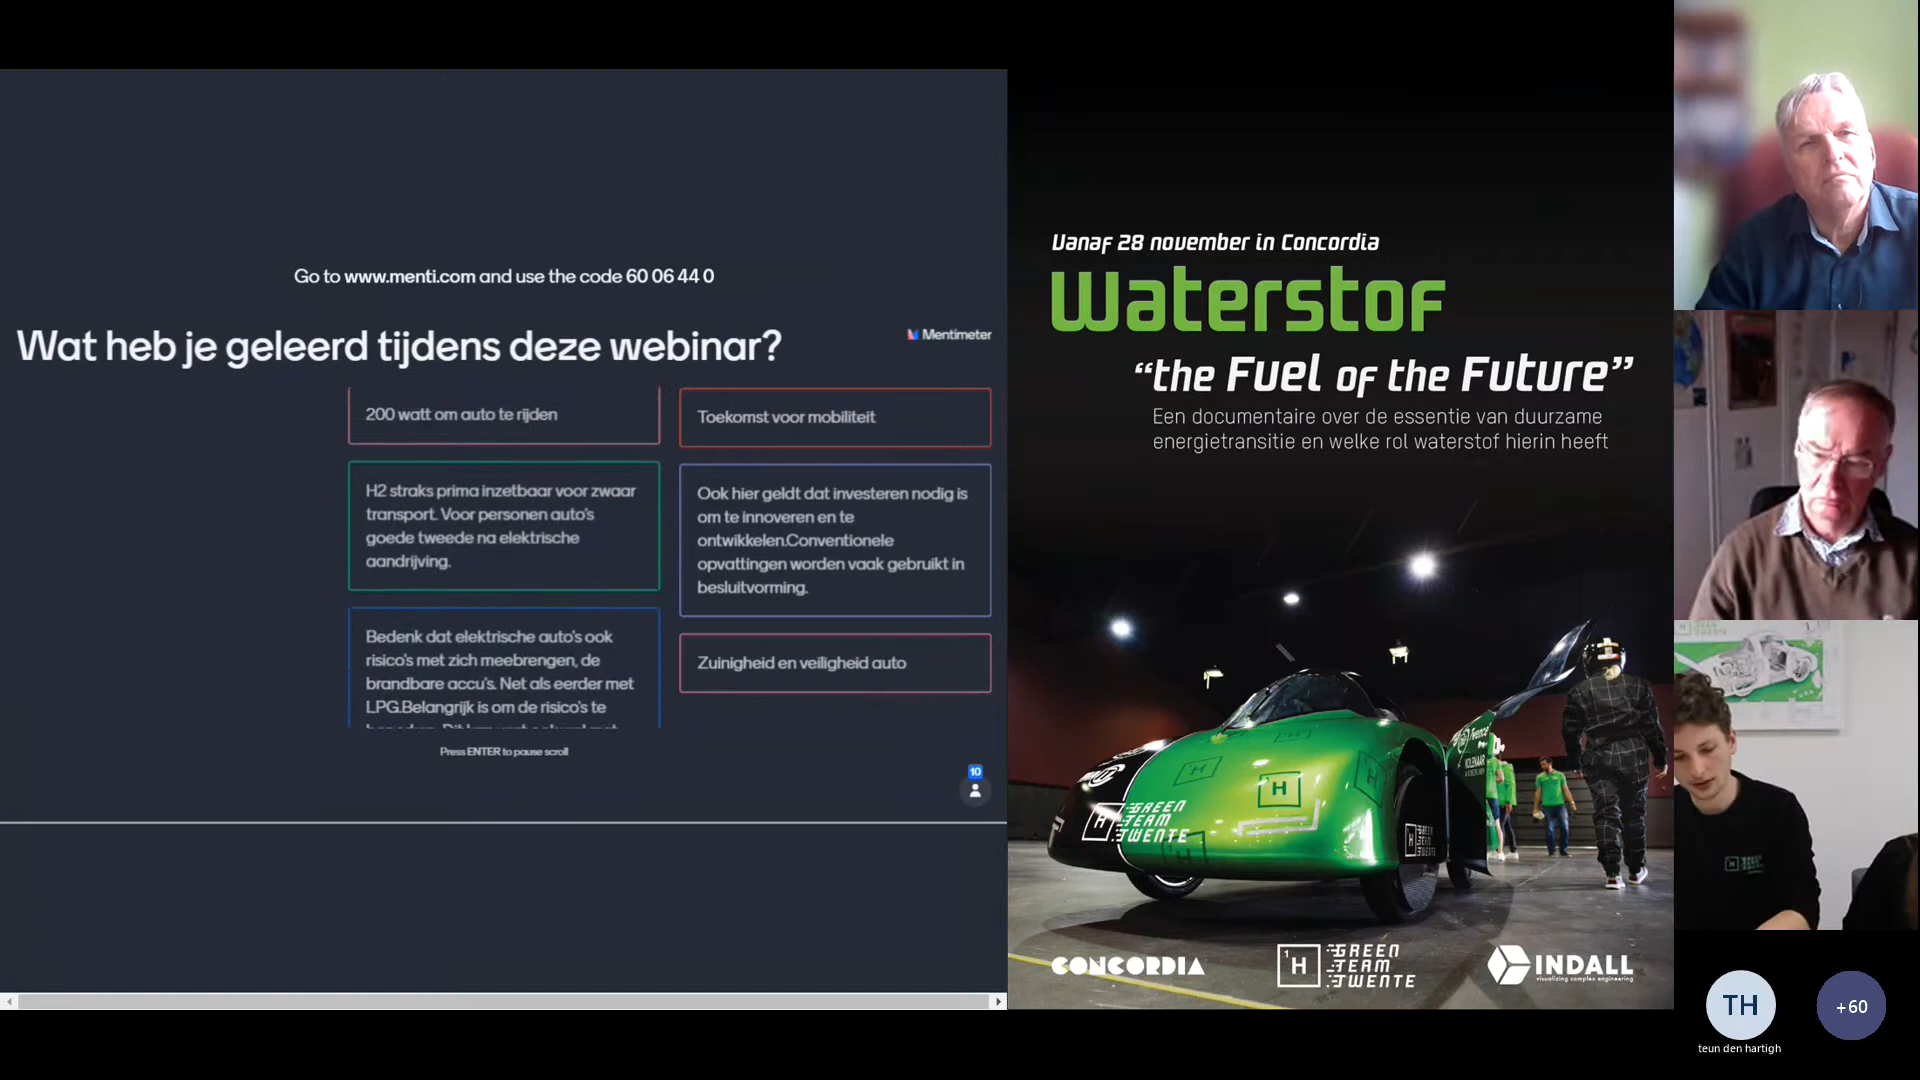 Go to www.menti.com and use the code 60 06 44 0
Wat heb je geleerd tijdens deze webinar?
Mentimeter
200 watt om auto te rijden
H2 straks prima inzetbaar voor zwaar
transport. Voor personen auto's
goede tweede na elektrische
aandrijving.
Bedenk dat elektrische auto's ook
risico's met zich meebrengen, de
brandbare accu's. Net als eerder met
LPG.Belangrijk is om de risico's te
Toekomst voor mobiliteit
Ook hier geldt dat investeren nodig is
om te innoveren en te
ontwikkelen.Conventionele
opvattingen worden vaak gebruikt in
besluitvorming.
Zuinigheid en veiligheid auto
Press ENTER to pause scroll
10
Vanaf 28 november in Concordia
Waterstof
“the Fuel of the Future”
Een documentaire over de essentie van duurzame
energietransitie en welke rol waterstof hierin heeft
H
H
GREEN
TEAM
TWENTE
CONCORDIA
1
H
GREEN
TEAM
TWENTE
INDALL
visualizing complex engineering
TH
teun den hartigh
+60